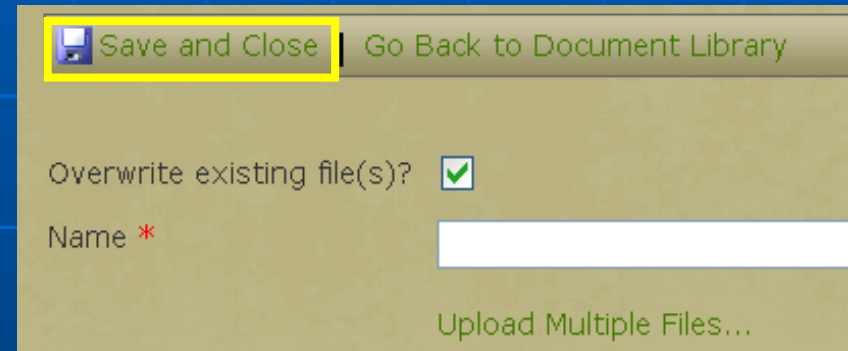 Save and Close | Go Back to Document Library
Overwrite existing file(s)?
Name *
Upload Multiple Files...